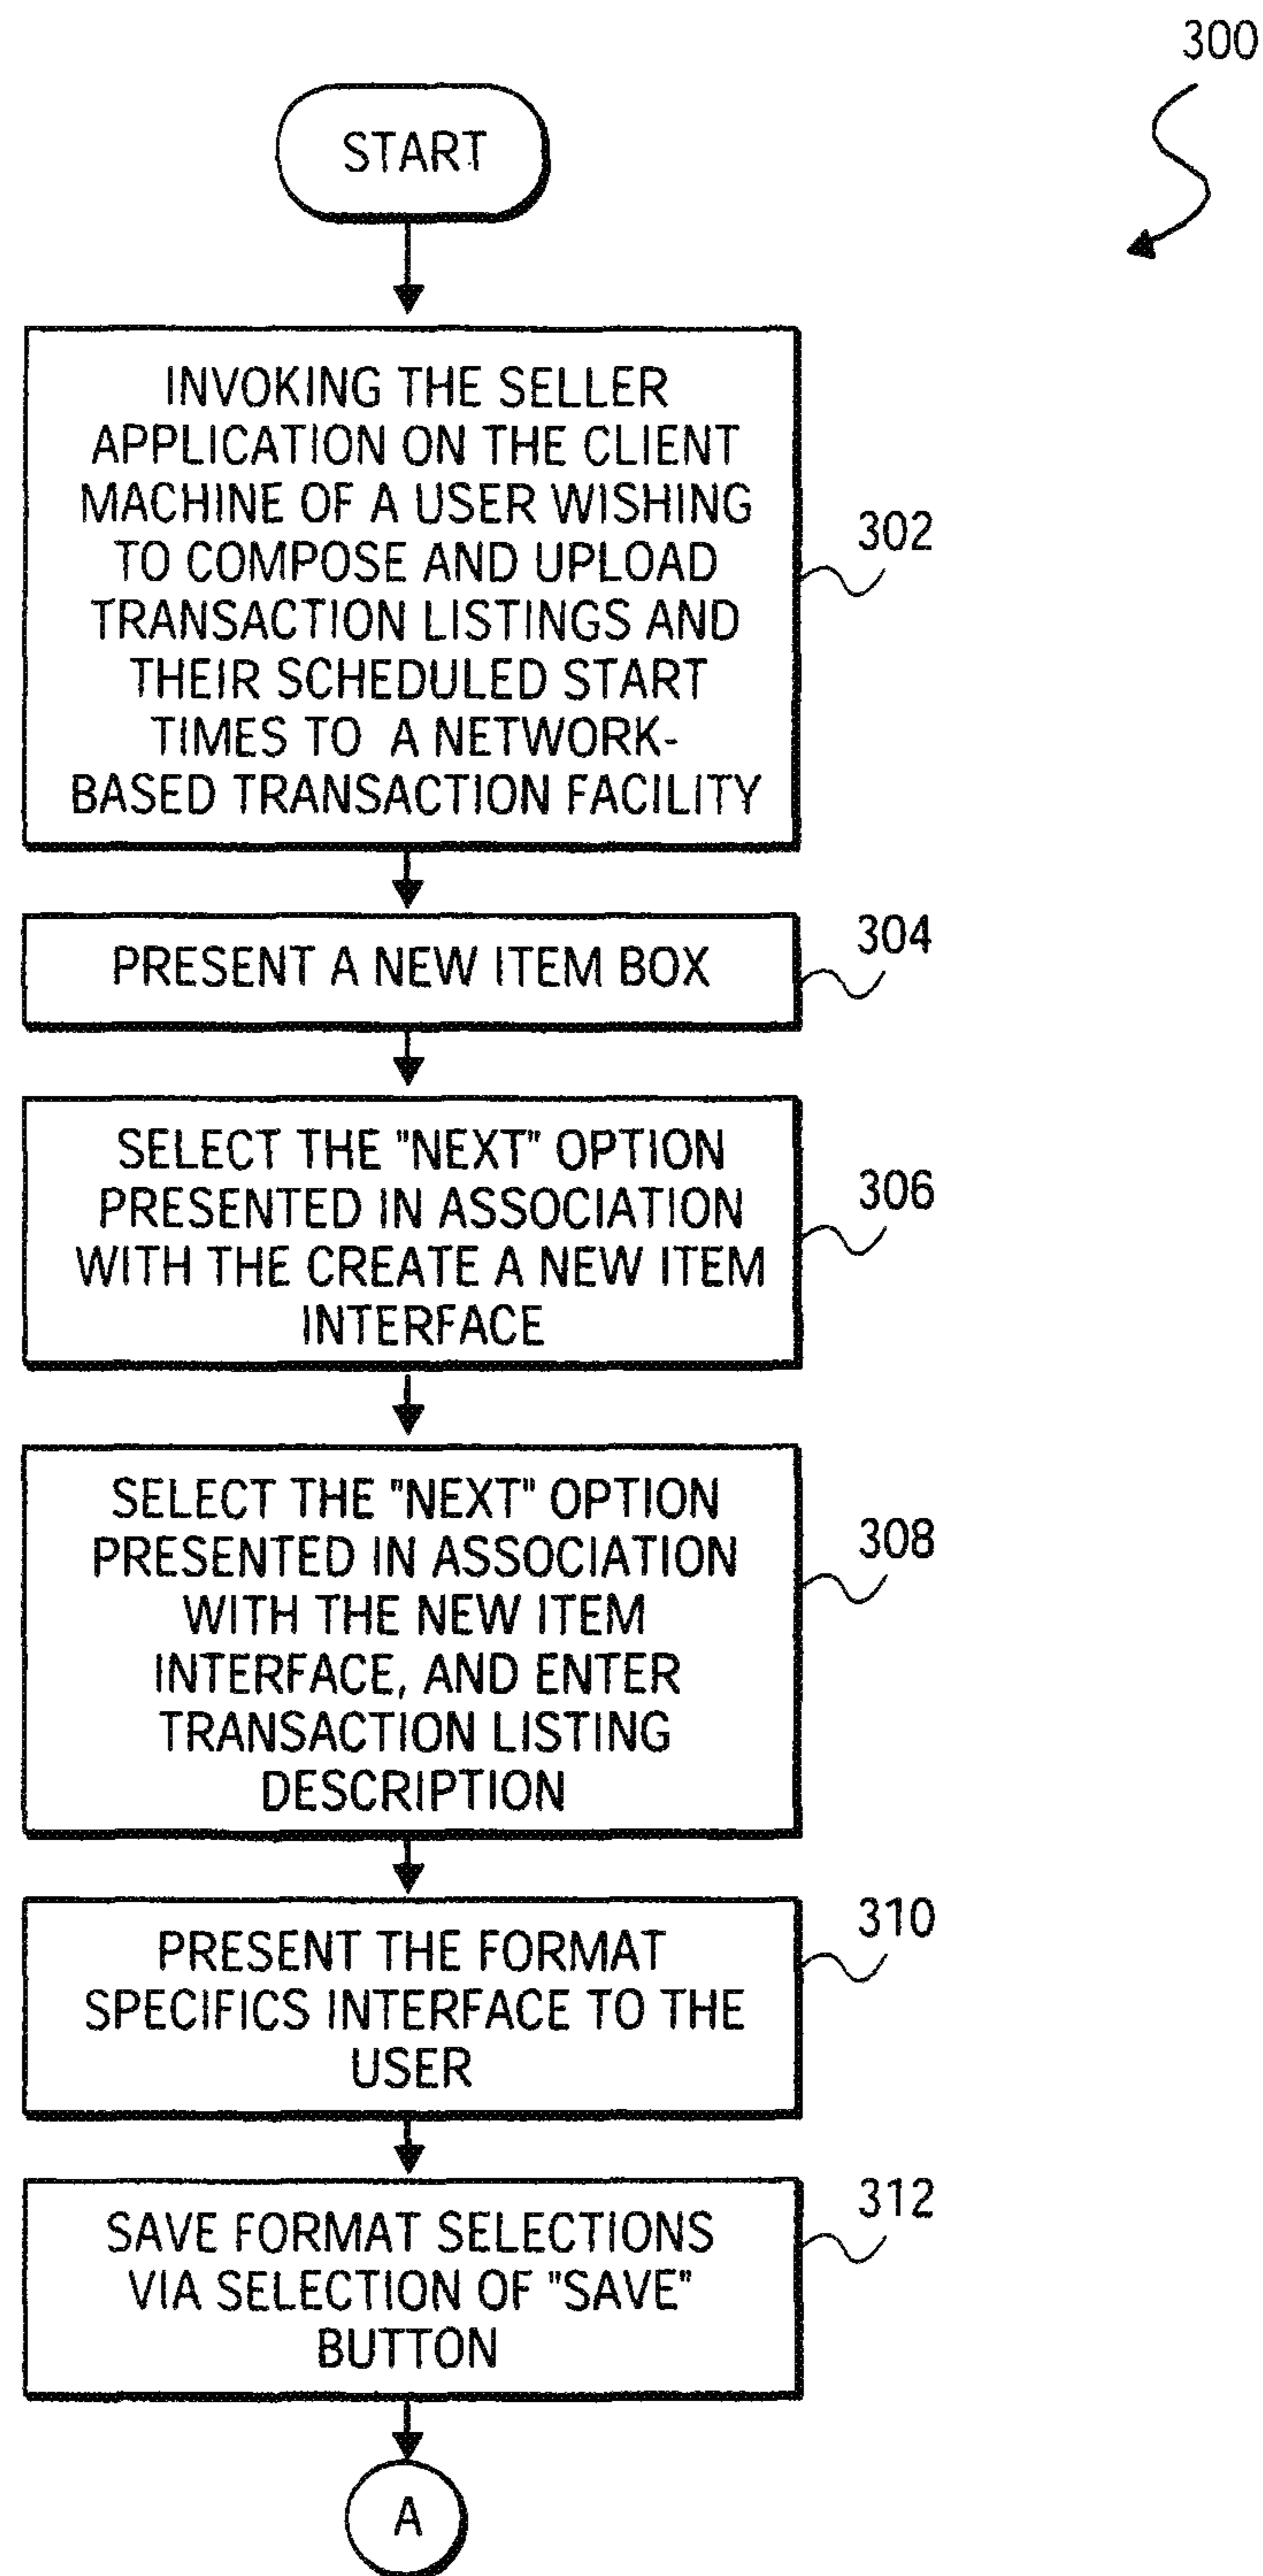 300
START
INVOKING THE SELLER
APPLICATION ON THE CLIENT
MACHINE OF A USER WISHING
TO COMPOSE AND UPLOAD
TRANSACTION LISTINGS AND
THEIR SCHEDULED START
TIMES TO A NETWORK-
BASED TRANSACTION FACILITY
302
PRESENT A NEW ITEM BOX
304
SELECT THE "NEXT" OPTION
PRESENTED IN ASSOCIATION
WITH THE CREATE A NEW ITEM
INTERFACE
306
SELECT THE "NEXT" OPTION
PRESENTED IN ASSOCIATION
WITH THE NEW ITEM
INTERFACE, AND ENTER
TRANSACTION LISTING
DESCRIPTION
308
PRESENT THE FORMAT
SPECIFICS INTERFACE TO THE
USER
310
SAVE FORMAT SELECTIONS
VIA SELECTION OF "SAVE"
BUTTON
312
A